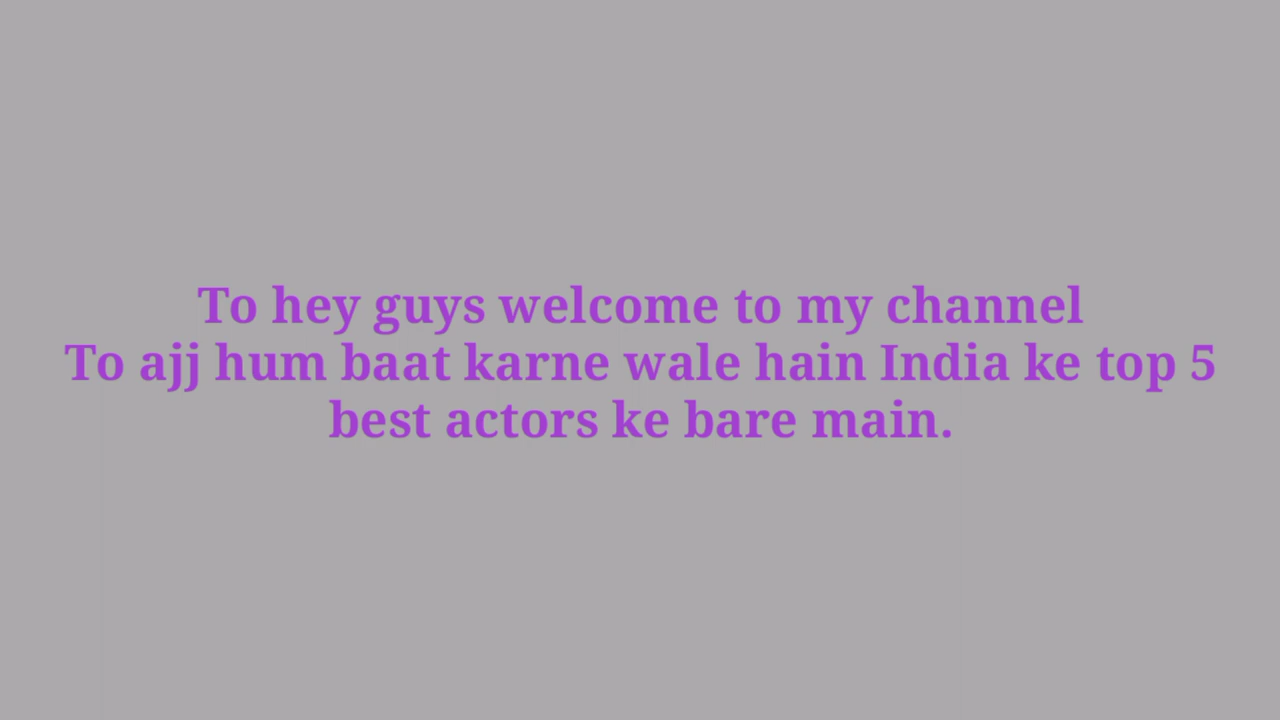 To hey guys welcome to my channel
To ajj hum baat karne wale hain India ke top 5
best actors ke bare main.